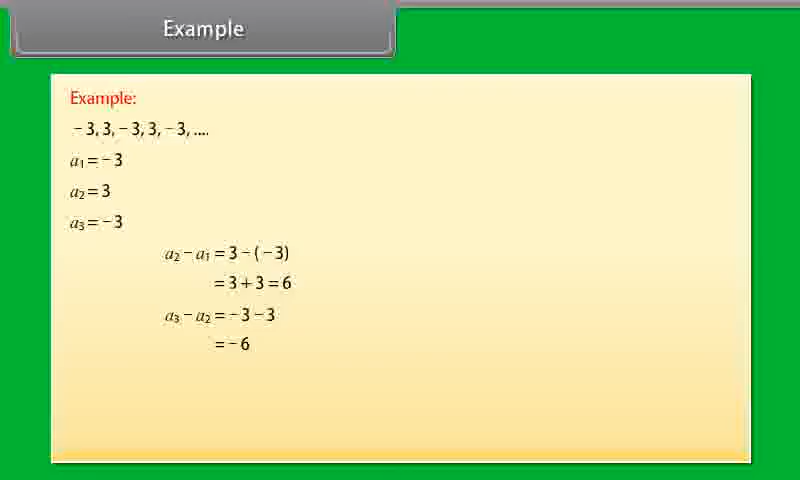 Example
Example:
– 3, 3, – 3, 3, – 3, ....
a₁ = – 3
a₂ = 3
a₃ = – 3
a₂ – a₁ = 3 – ( – 3)
= 3 + 3 = 6
a₃ – a₂ = – 3 – 3
= – 6